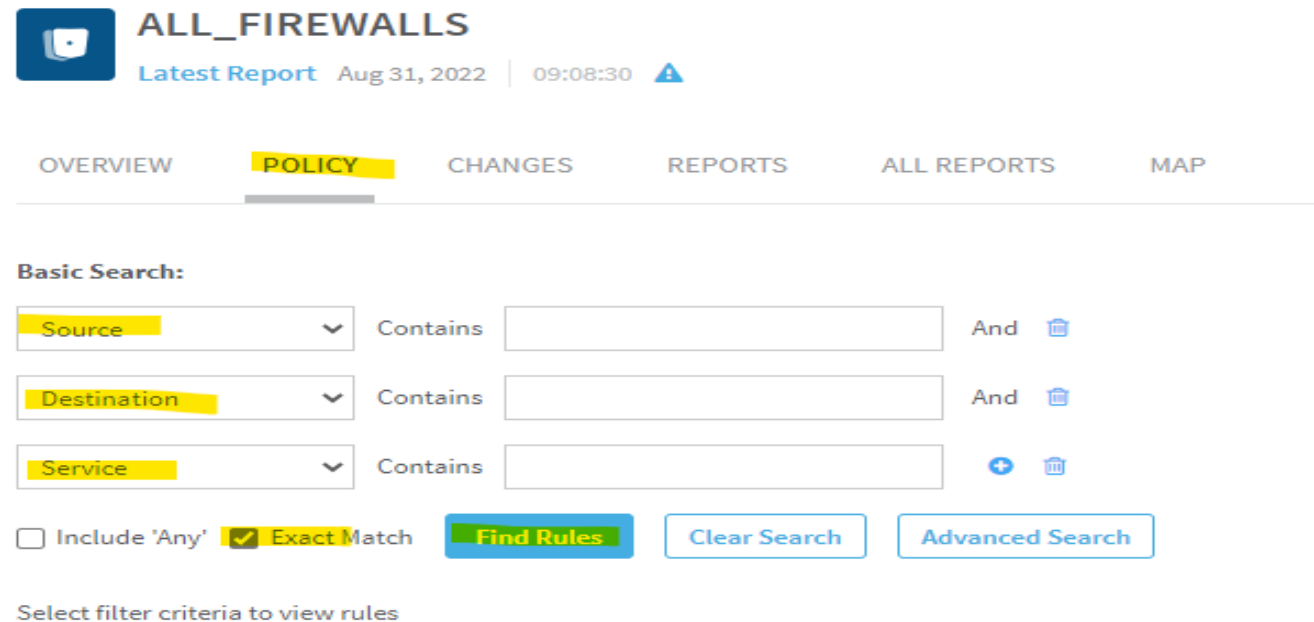 ALL_FIREWALLS
Latest Report Aug 31, 2022 09:08:30
OVERVIEW POLICY CHANGES REPORTS ALL REPORTS MAP
Basic Search:
Source Contains And
Destination Contains And
Service Contains
Include 'Any' Exact Match Find Rules Clear Search Advanced Search
Select filter criteria to view rules